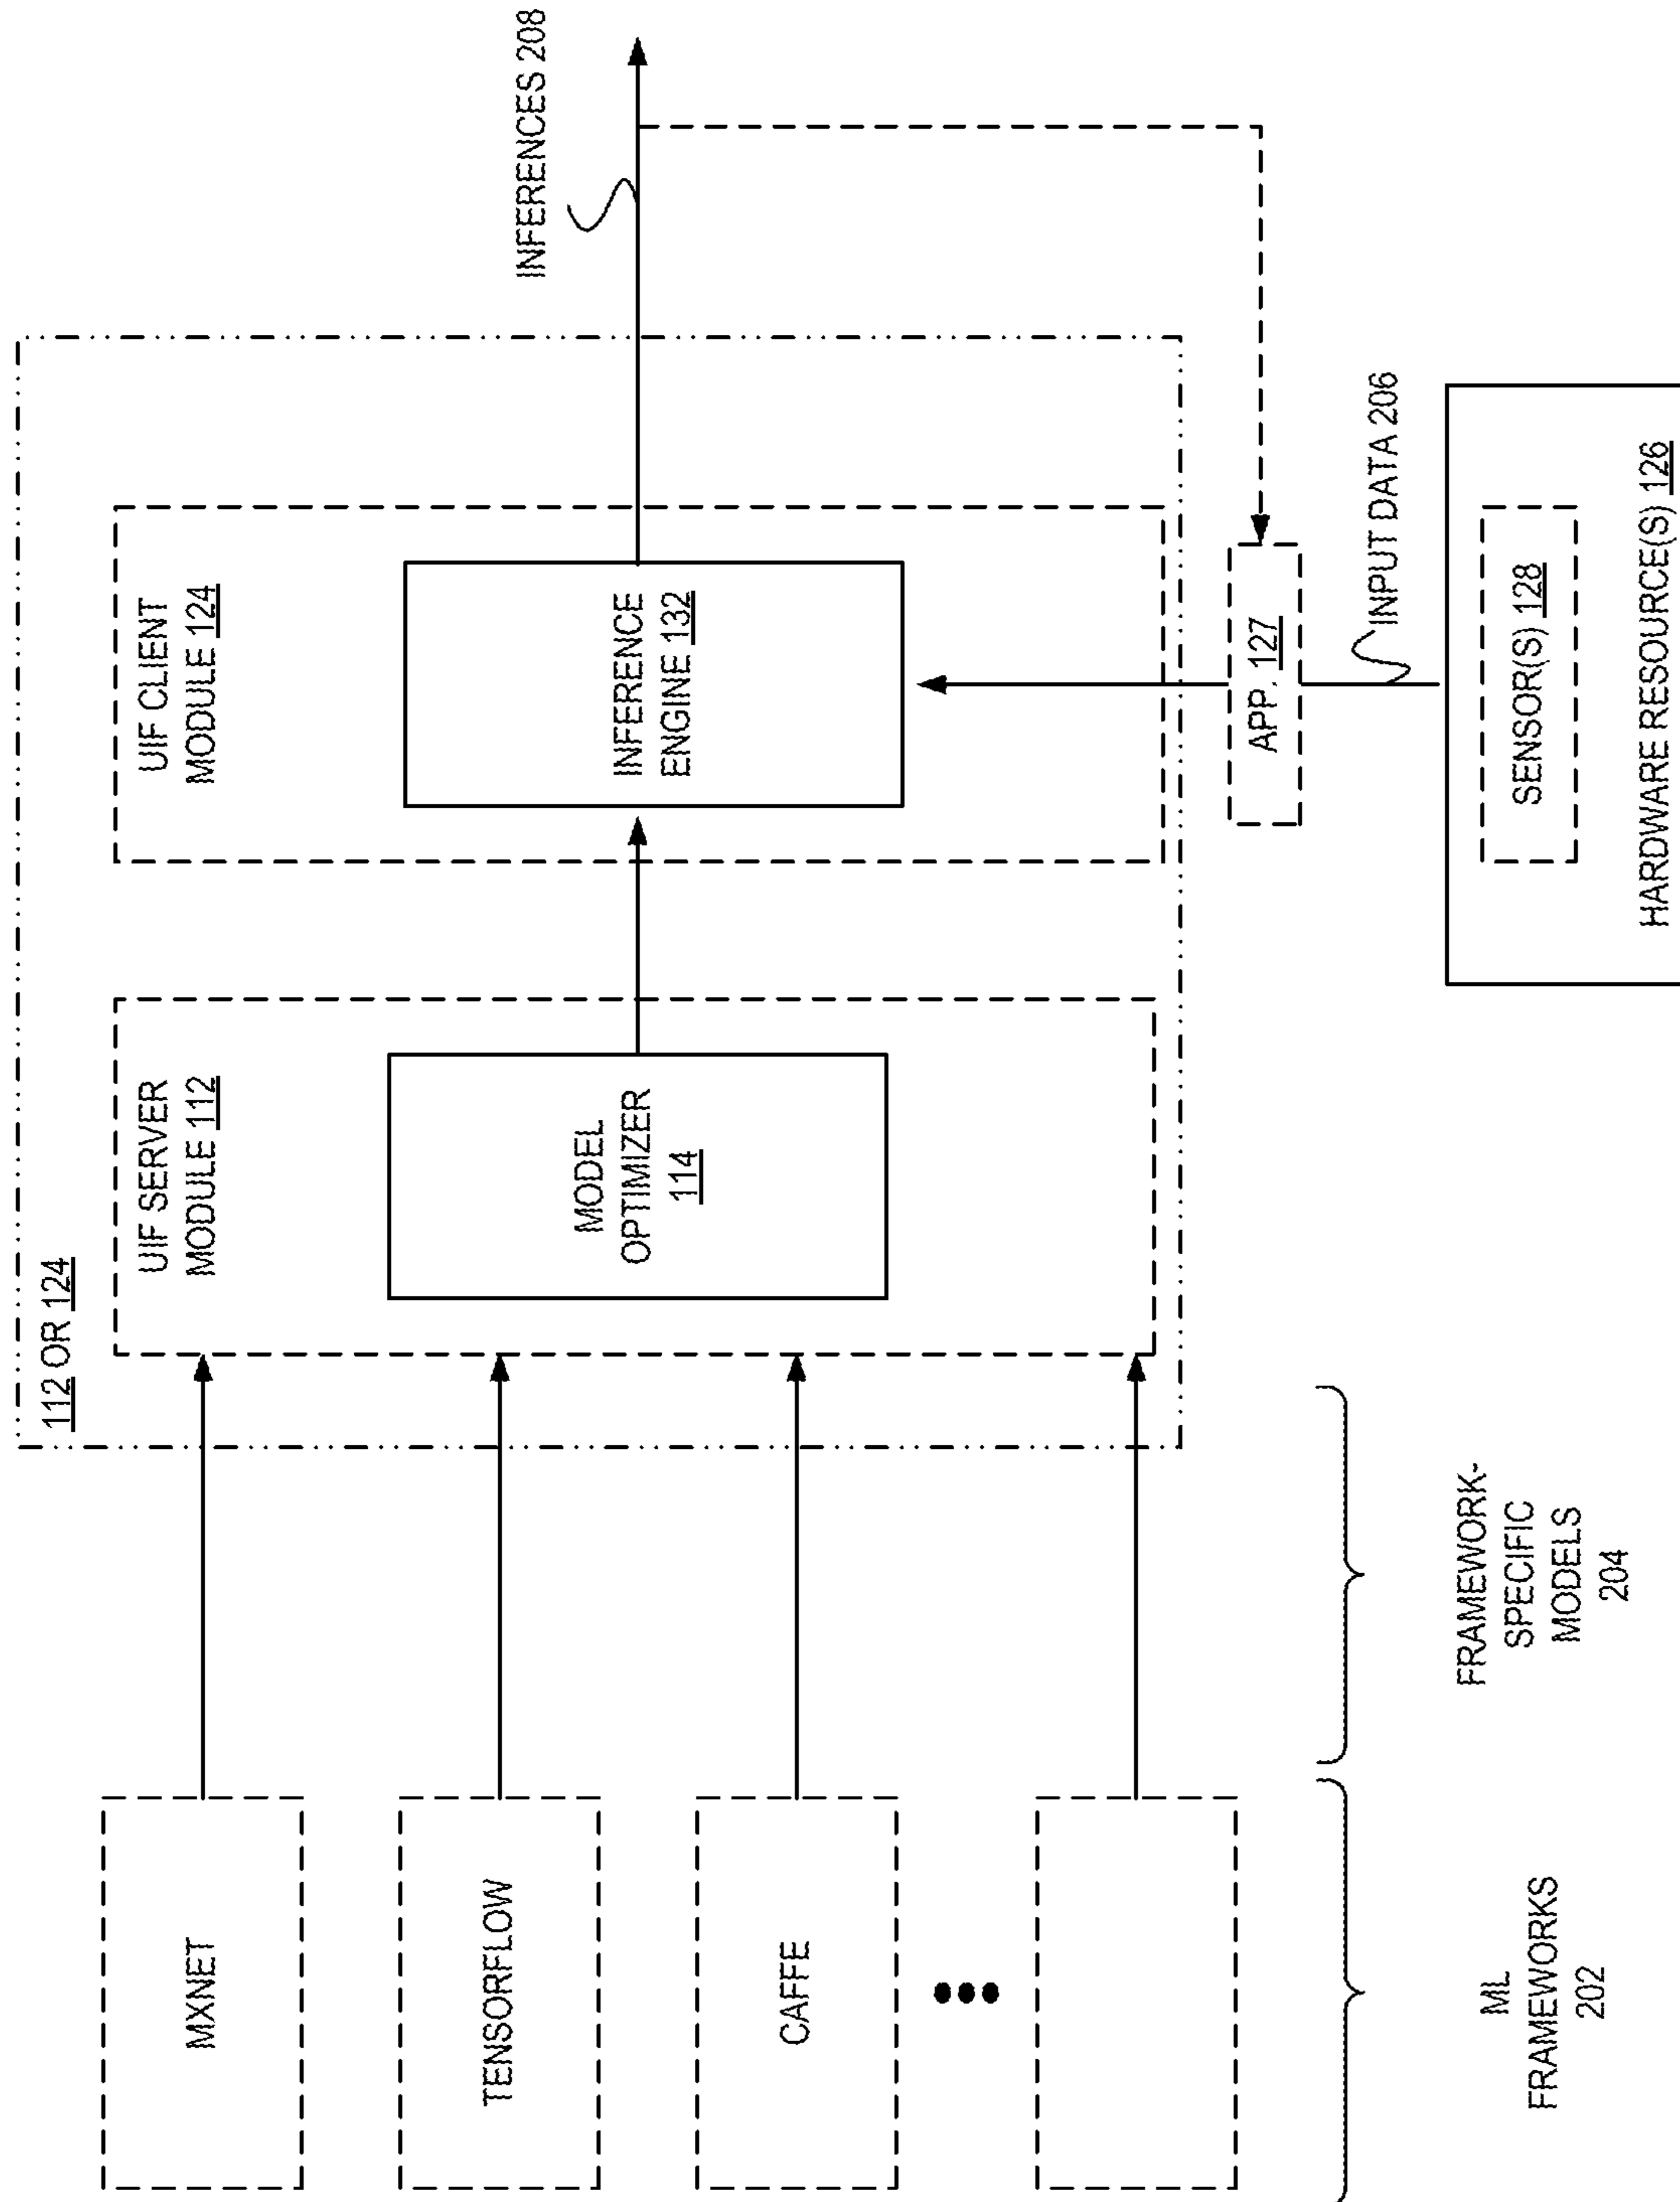 112 OR 124
UIF SERVER
MODULE 112
MODEL
OPTIMIZER
114
UIF CLIENT
MODULE 124
INFERENCE
ENGINE 132
INFERENCES 208
MXNET
TENSORFLOW
CAFFE
APP. 127
INPUT DATA 206
SENSOR(S) 128
HARDWARE RESOURCE(S) 126
ML
FRAMEWORKS
202
FRAMEWORK-
SPECIFIC
MODELS
204